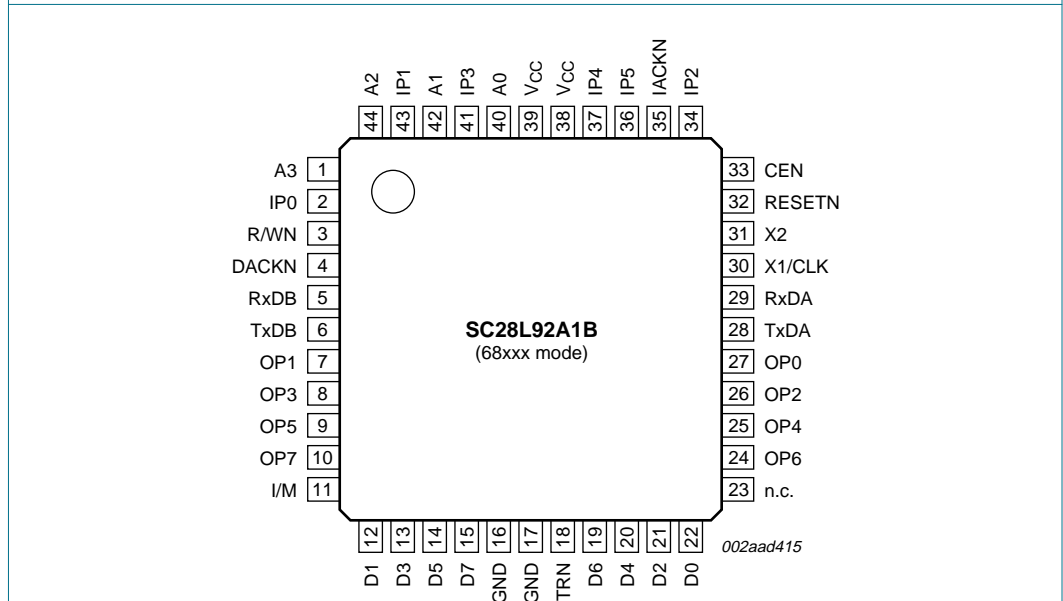 A2 IP1 A1 IP3 A0 VCC VCC IP4 IP5 IACKN IP2
44 43 42 41 40 39 38 37 36 35 34
A3 1 33 CEN
IP0 2 32 RESETN
R/WN 3 31 X2
DACKN 4 30 X1/CLK
RxDB 5 29 RxDA
TxDB 6 28 TxDA
SC28L92A1B
(68xxx mode)
OP1 7 27 OP0
OP3 8 26 OP2
OP5 9 25 OP4
OP7 10 24 OP6
I/M 11 23 n.c.
12 13 14 15 16 17 18 19 20 21 22
D1 D3 D5 D7 GND GND TRN D6 D4 D2 D0
002aad415